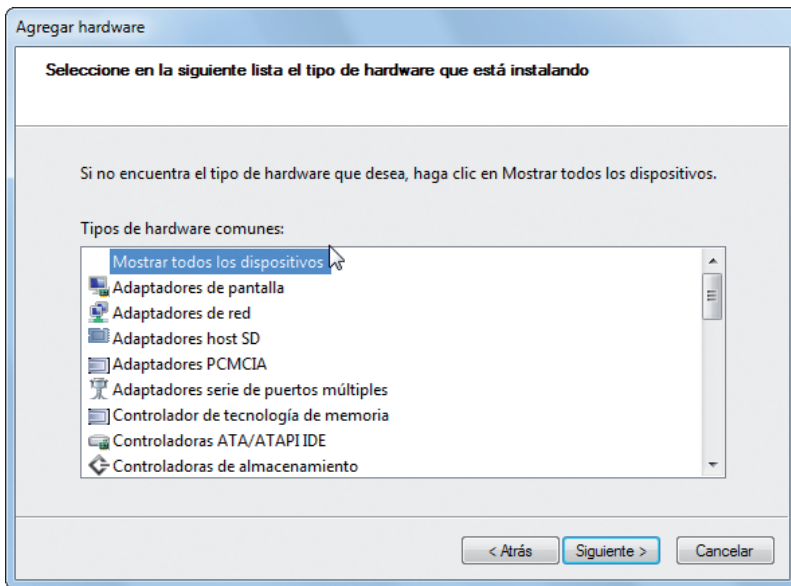 Agregar hardware
Seleccione en la siguiente lista el tipo de hardware que está instalando
Si no encuentra el tipo de hardware que desea, haga clic en Mostrar todos los dispositivos.
Tipos de hardware comunes:
Mostrar todos los dispositivos
Adaptadores de pantalla
Adaptadores de red
Adaptadores host SD
Adaptadores PCMCIA
Adaptadores serie de puertos múltiples
Controlador de tecnología de memoria
Controladoras ATA/ATAPI IDE
Controladoras de almacenamiento
< Atrás Siguiente > Cancelar